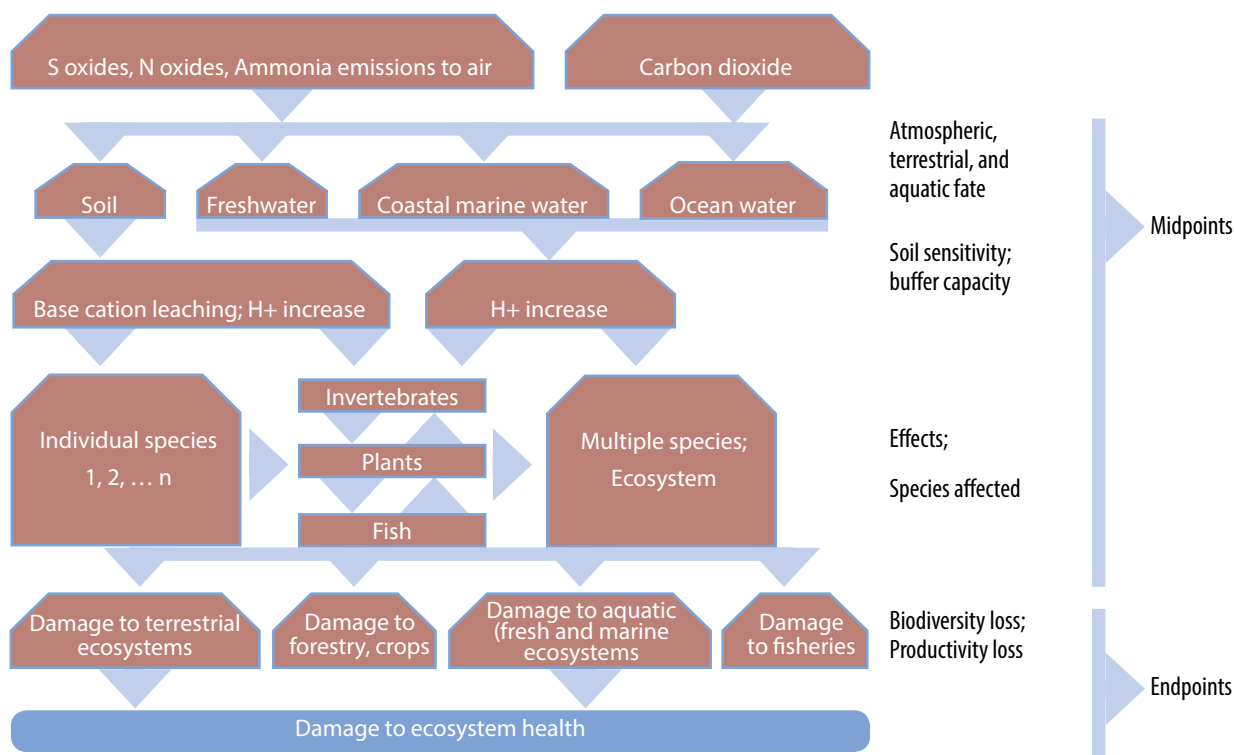 S oxides, N oxides, Ammonia emissions to air
Carbon dioxide
Atmospheric,
terrestrial, and
aquatic fate
Soil
Freshwater
Coastal marine water
Ocean water
Midpoints
Soil sensitivity;
buffer capacity
Base cation leaching; H+ increase
H+ increase
Invertebrates
Individual species
1, 2, … n
Plants
Fish
Multiple species;
Ecosystem
Effects;
Species affected
Damage to terrestrial
ecosystems
Damage to
forestry, crops
Damage to aquatic
(fresh and marine
ecosystems
Damage
to fisheries
Biodiversity loss;
Productivity loss
Endpoints
Damage to ecosystem health